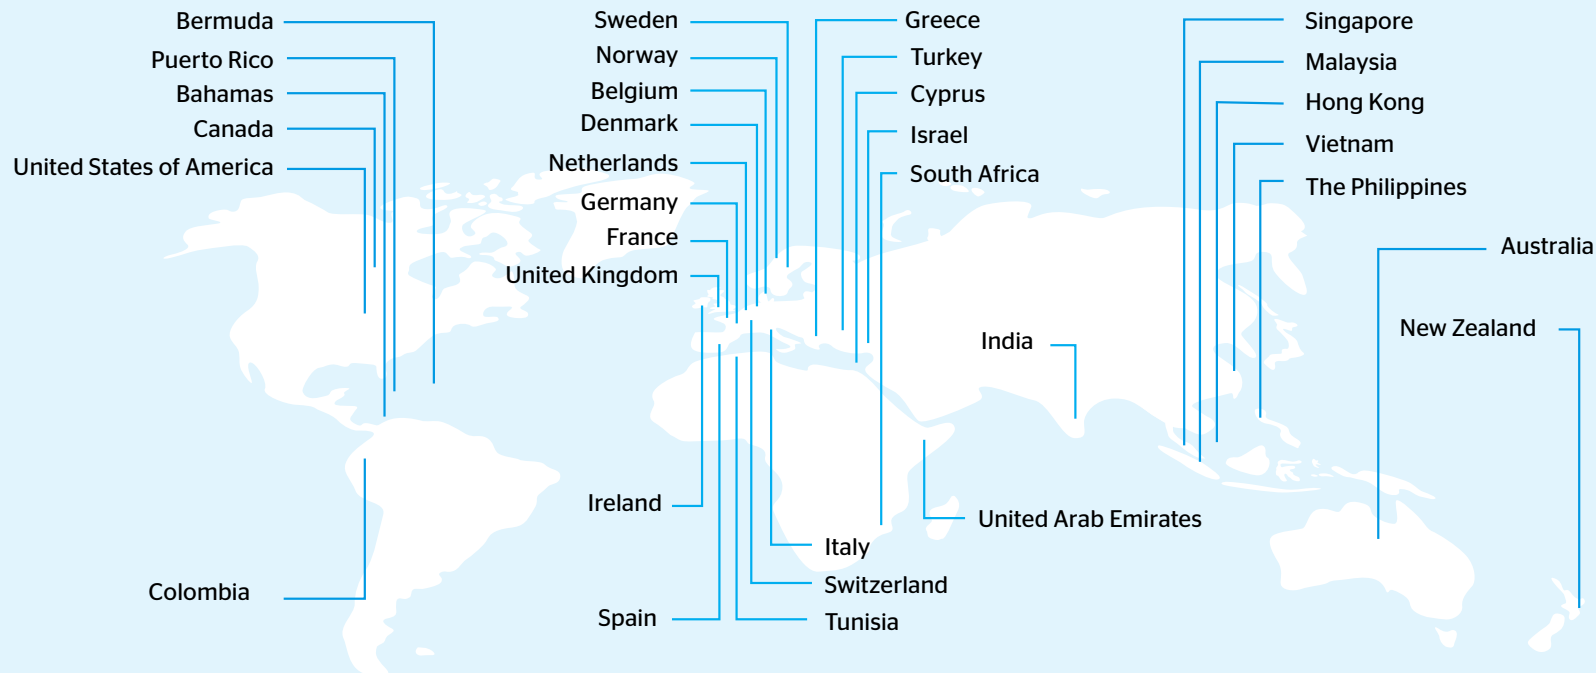 Bermuda
Puerto Rico
Bahamas
Canada
United States of America
Colombia
Sweden
Norway
Belgium
Denmark
Netherlands
Germany
France
United Kingdom
Ireland
Spain
Greece
Turkey
Cyprus
Israel
South Africa
India
United Arab Emirates
Italy
Switzerland
Tunisia
Singapore
Malaysia
Hong Kong
Vietnam
The Philippines
Australia
New Zealand